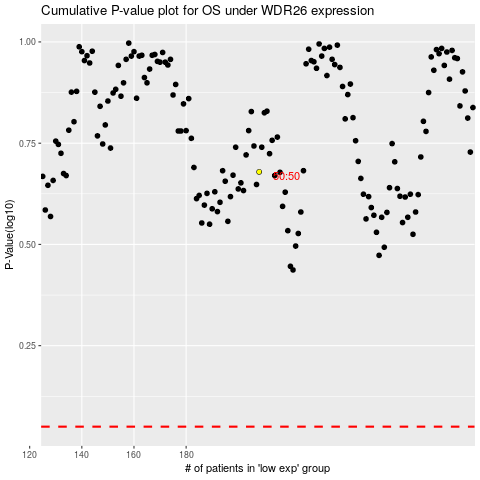 Cumulative P-value plot for OS under WDR26 expression
1.00
0.75
0.50
0.25
P-Value(log10)
50:50
120 140 160 180
# of patients in 'low exp' group